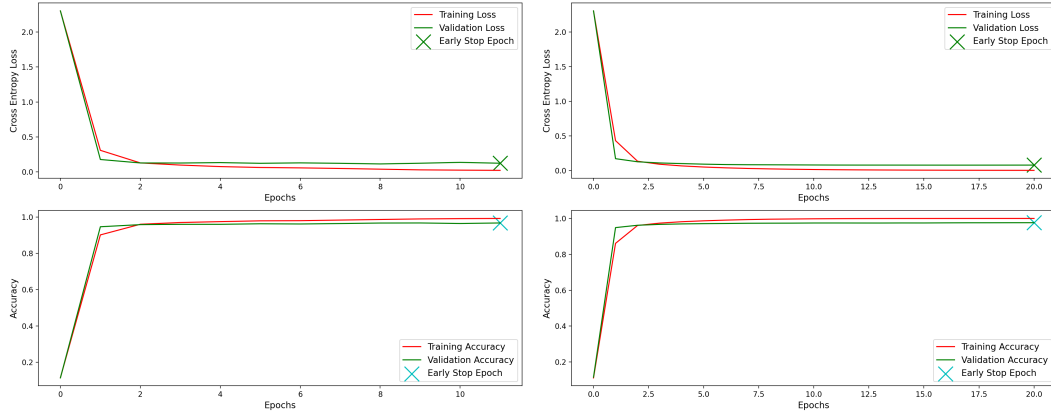 2.0
1.5
1.0
0.5
0.0
Cross Entropy Loss
0
2
4
6
8
10
Epochs
Training Loss
Validation Loss
Early Stop Epoch
2.0
1.5
1.0
0.5
0.0
Cross Entropy Loss
0.0
2.5
5.0
7.5
10.0
12.5
15.0
17.5
20.0
Epochs
Training Loss
Validation Loss
Early Stop Epoch
1.0
0.8
0.6
0.4
0.2
Accuracy
0
2
4
6
8
10
Epochs
Training Accuracy
Validation Accuracy
Early Stop Epoch
1.0
0.8
0.6
0.4
0.2
Accuracy
0.0
2.5
5.0
7.5
10.0
12.5
15.0
17.5
20.0
Epochs
Training Accuracy
Validation Accuracy
Early Stop Epoch